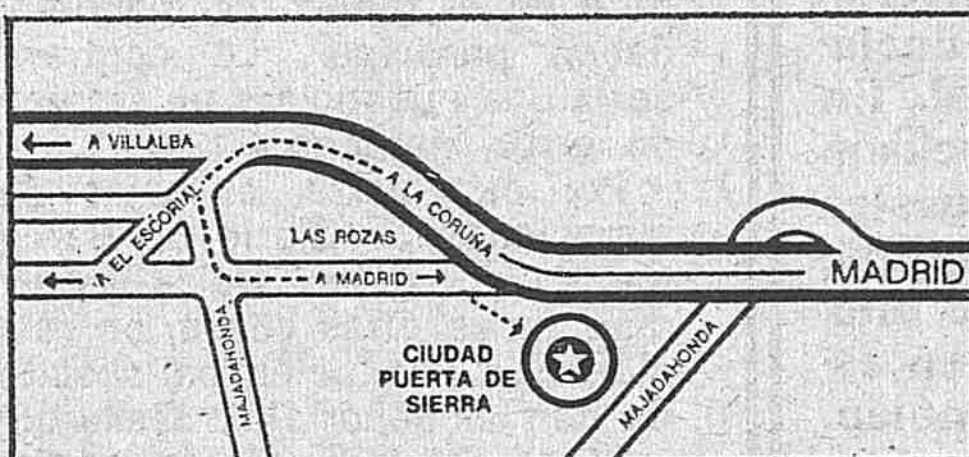 A VILLALBA
A EL ESCORIAL
A LA CORUÑA
LAS ROZAS
A MADRID
MADRID
MAJADAHONDA
CIUDAD
PUERTA DE
SIERRA
MAJADAHONDA